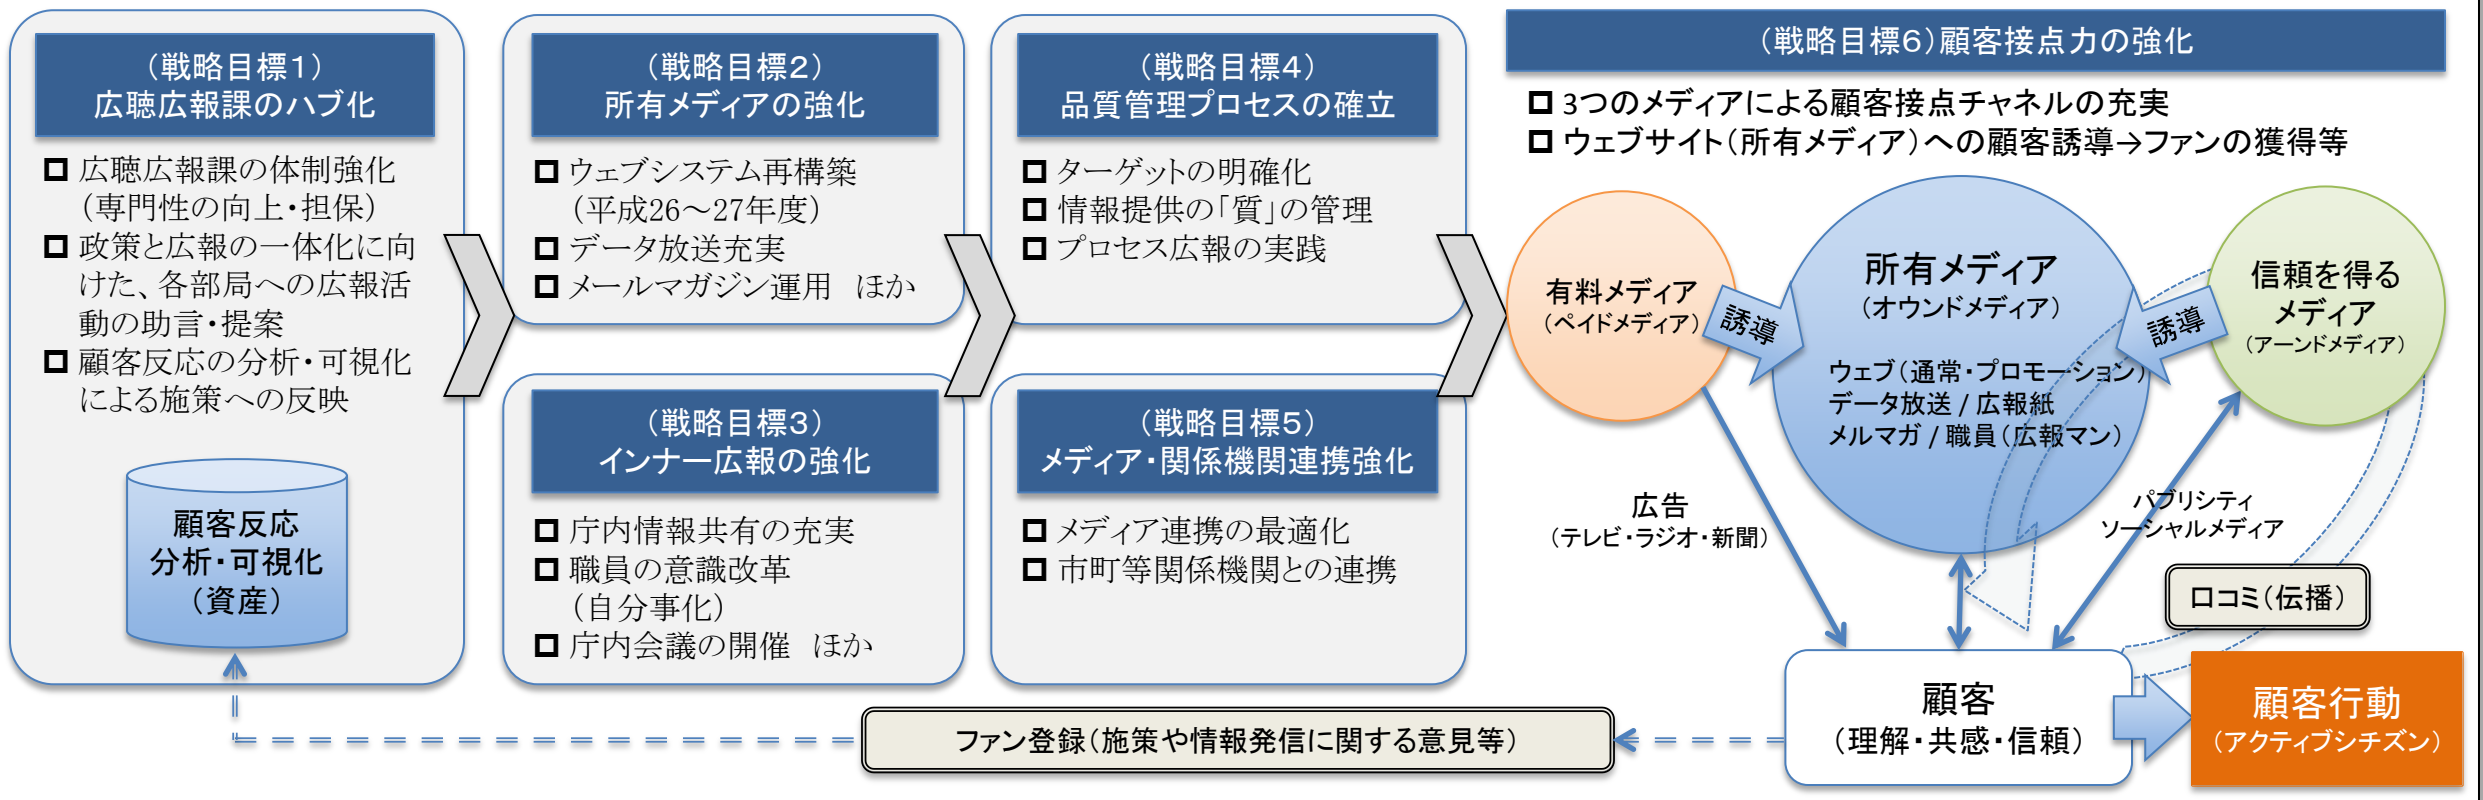 （戦略目標１）
広聴広報課のハブ化
広聴広報課の体制強化
（専門性の向上・担保）
政策と広報の一体化に向
けた、各部局への広報活
動の助言・提案
顧客反応の分析・可視化
による施策への反映
顧客反応
分析・可視化
（資産）
（戦略目標２）
所有メディアの強化
ウェブシステム再構築
（平成26～27年度）
データ放送充実
メールマガジン運用　ほか
（戦略目標３）
インナー広報の強化
庁内情報共有の充実
職員の意識改革
（自分事化）
庁内会議の開催　ほか
（戦略目標４）
品質管理プロセスの確立
ターゲットの明確化
情報提供の「質」の管理
プロセス広報の実践
（戦略目標５）
メディア・関係機関連携強化
メディア連携の最適化
市町等関係機関との連携
（戦略目標６）顧客接点力の強化
3つのメディアによる顧客接点チャネルの充実
ウェブサイト（所有メディア）への顧客誘導→ファンの獲得等
有料メディア
（ペイドメディア）
誘導
所有メディア
（オウンドメディア）
ウェブ（通常・プロモーション）
データ放送 / 広報紙
メルマガ / 職員（広報マン）
誘導
信頼を得る
メディア
（アーンドメディア）
広告
（テレビ・ラジオ・新聞）
パブリシティ
ソーシャルメディア
口コミ（伝播）
顧客
（理解・共感・信頼）
顧客行動
（アクティブシチズン）
ファン登録（施策や情報発信に関する意見等）